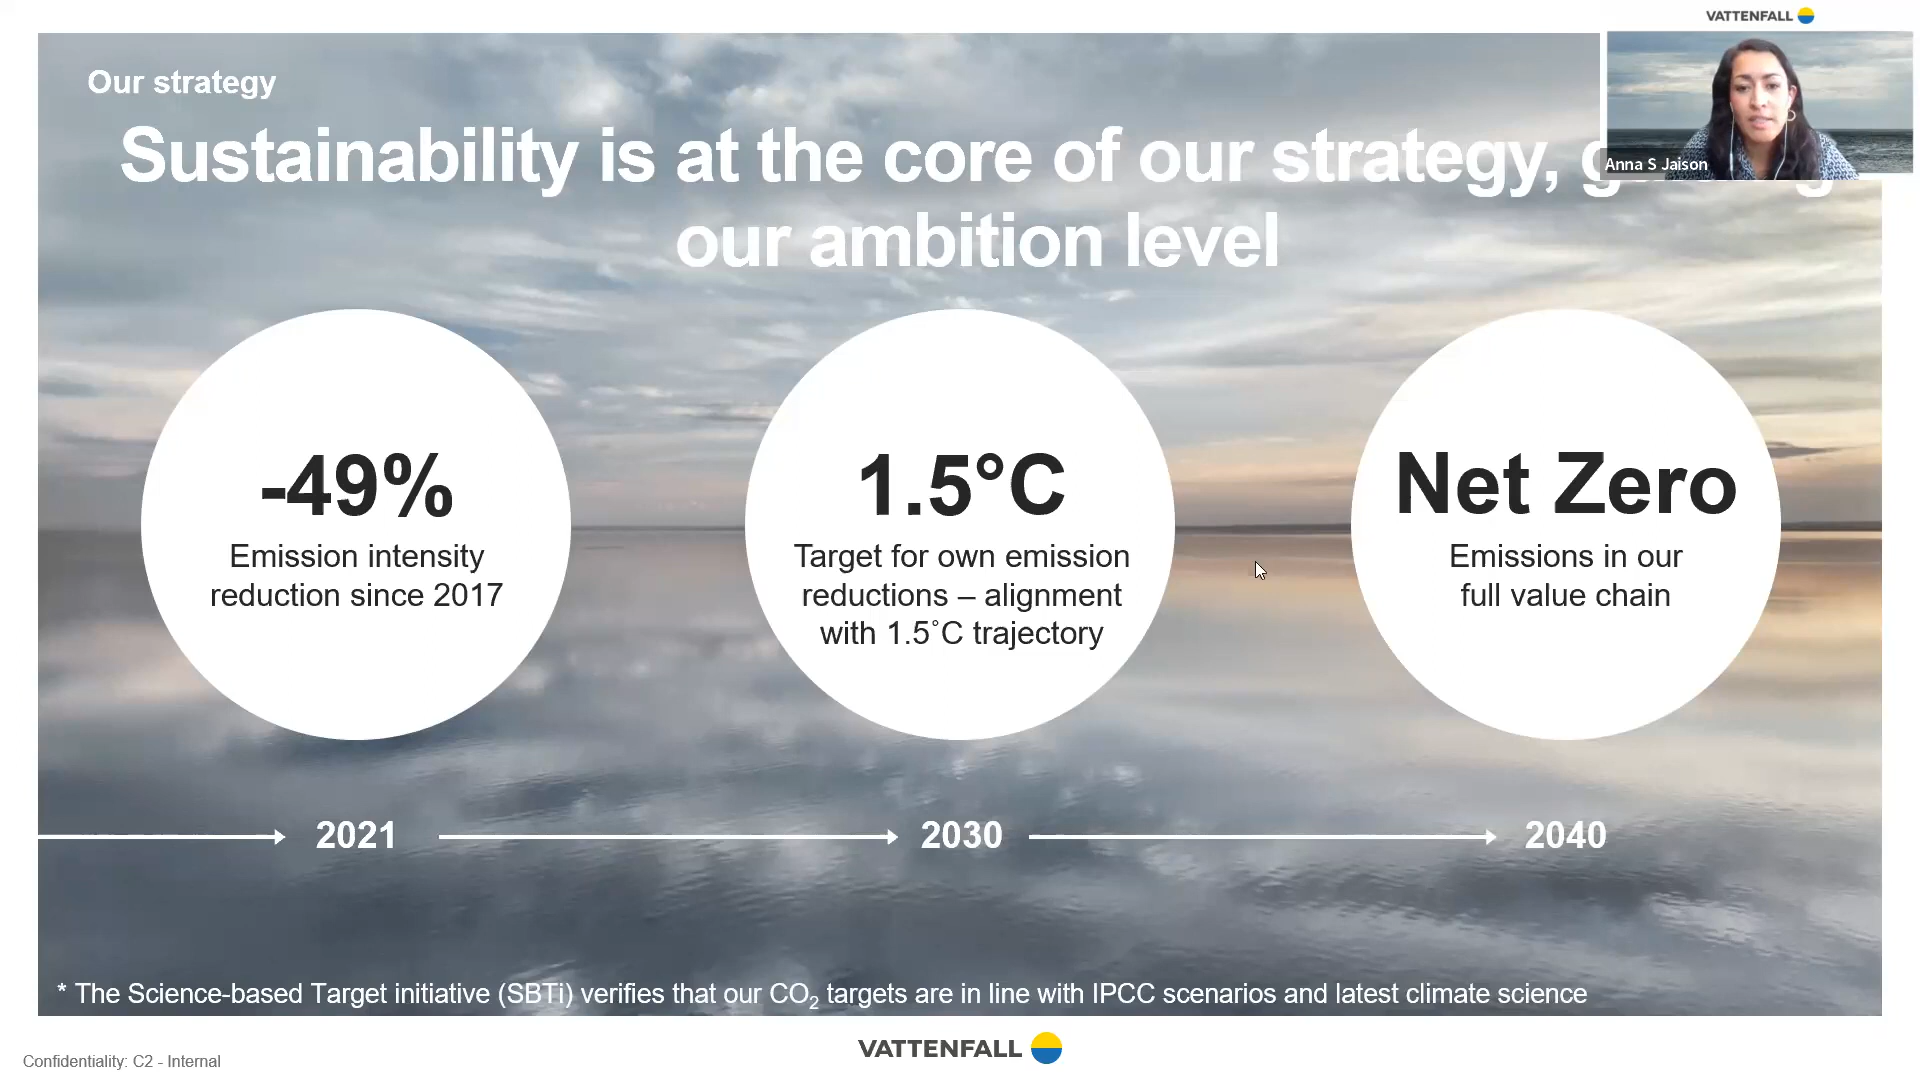 VATTENFALL
Our strategy
Sustainability is at the core of our strategy,
our ambition level
Anna S Jaison
-49%
Emission intensity
reduction since 2017
1.5°C
Target for own emission
reductions – alignment
with 1.5˚C trajectory
Net Zero
Emissions in our
full value chain
2021
2030
2040
* The Science-based Target initiative (SBTi) verifies that our CO₂ targets are in line with IPCC scenarios and latest climate science
VATTENFALL
Confidentiality: C2 - Internal